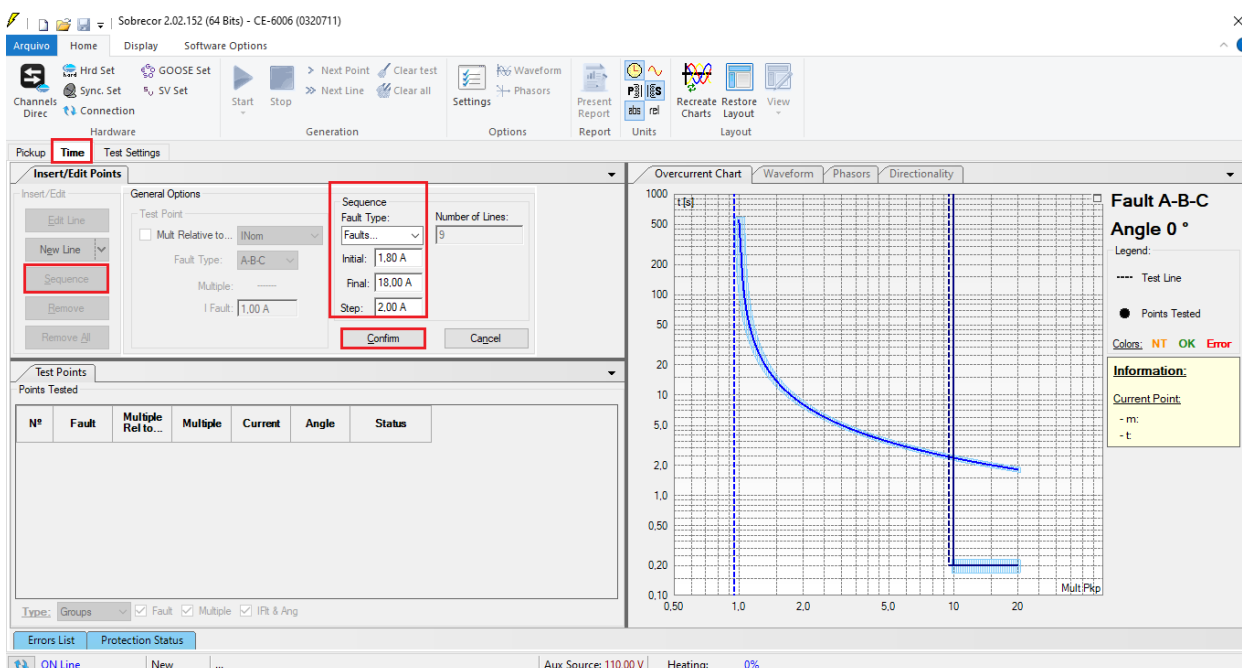 Sobrecor 2.02.152 (64 Bits) - CE-6006 (0320711)
Arquivo Home Display Software Options
Channels Direc
Hrd Set
Sync. Set
Connection
GOOSE Set
SV Set
Hardware
Start Stop
Next Point Clear test
Next Line Clear all
Generation
Settings
Waveform
Phasors
Options
Present Report
Report
abs rel
Units
Recreate Charts
Restore Layout
View
Layout
Pickup Time Test Settings
Insert/Edit Points
Insert/Edit
Edit Line
New Line
Sequence
Remove
Remove All
General Options
Test Point
Mult Relative to... INom
Fault Type: A-B-C
Multiple: -----
I Fault: 1,00 A
Sequence
Fault Type:
Faults...
Initial: 1,80 A
Final: 18,00 A
Step: 2,00 A
Number of Lines:
9
Confirm Cancel
Test Points
Points Tested
Nº Fault Multiple Rel to... Multiple Current Angle Status
Type: Groups Fault Multiple IFlt & Ang
Overcurrent Chart Waveform Phasors Directionality
t [s]
1000
500
200
100
50
20
10
5,0
2,0
1,0
0,50
0,20
0,10
0,50 1,0 2,0 5,0 10 20
Mult Pkp
Fault A-B-C
Angle 0 °
Legend:
---- Test Line
Points Tested
Colors: NT OK Error
Information:
Current Point:
- m:
- t:
Errors List Protection Status
ON Line New ... Aux Source: 110.00 V Heating: 0%